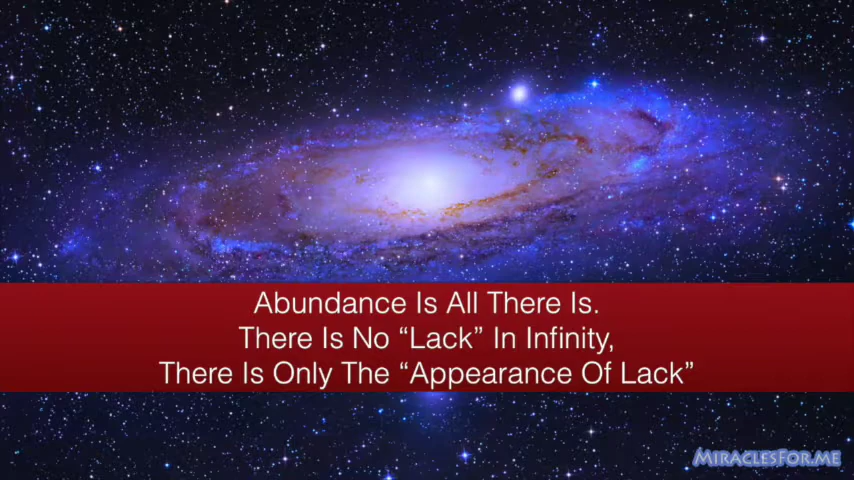 Abundance Is All There Is.
There Is No “Lack” In Infinity,
There Is Only The “Appearance Of Lack”
MiraclesFor.me